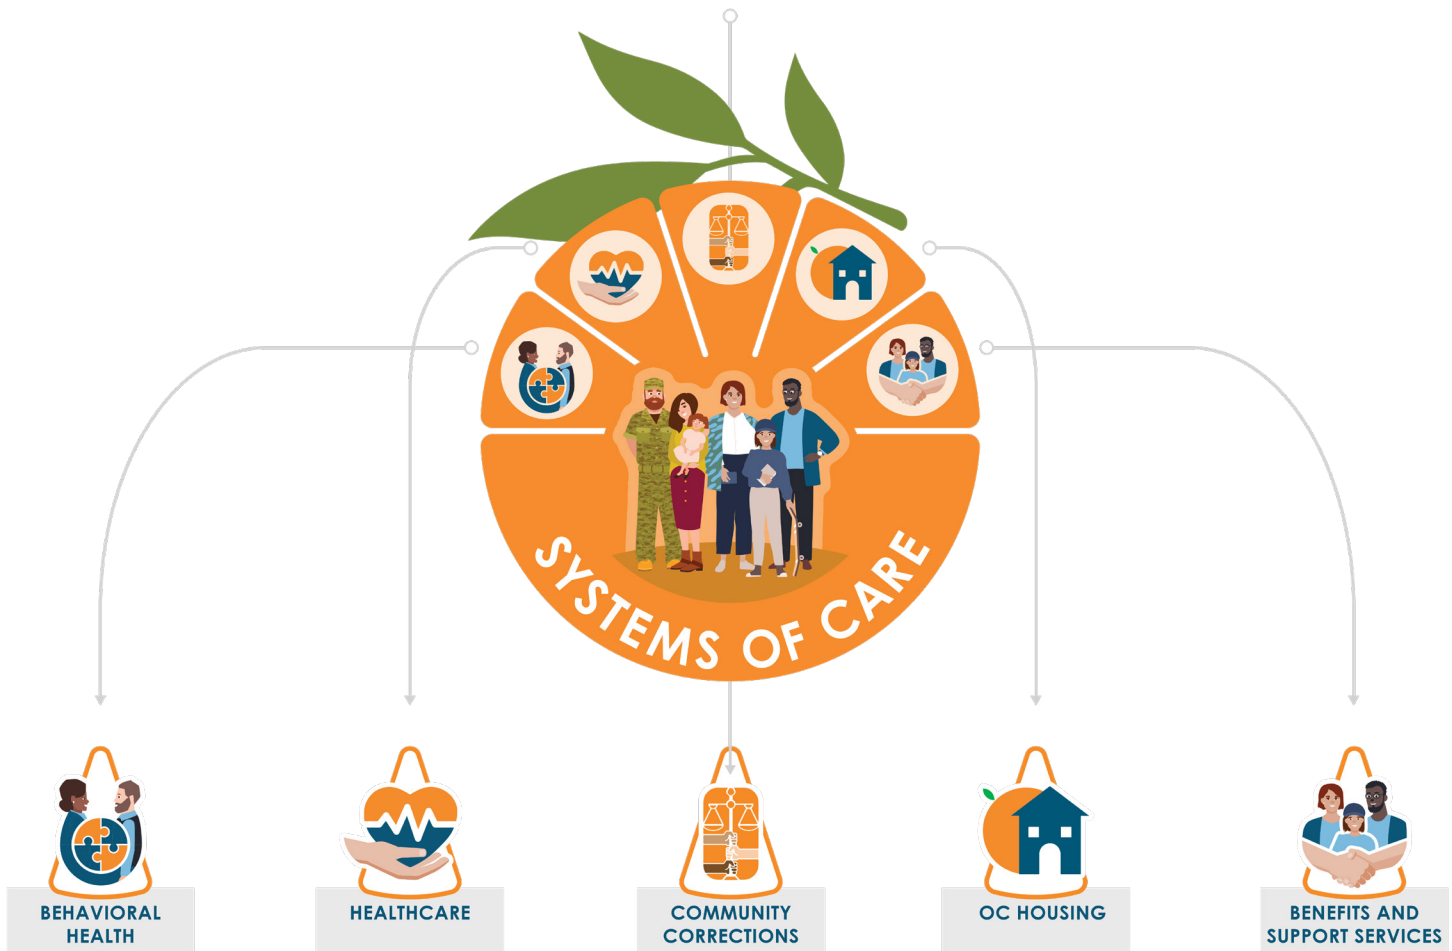 SYSTEMS OF CARE
BEHAVIORAL
HEALTH
HEALTHCARE
COMMUNITY
CORRECTIONS
OC HOUSING
BENEFITS AND
SUPPORT SERVICES